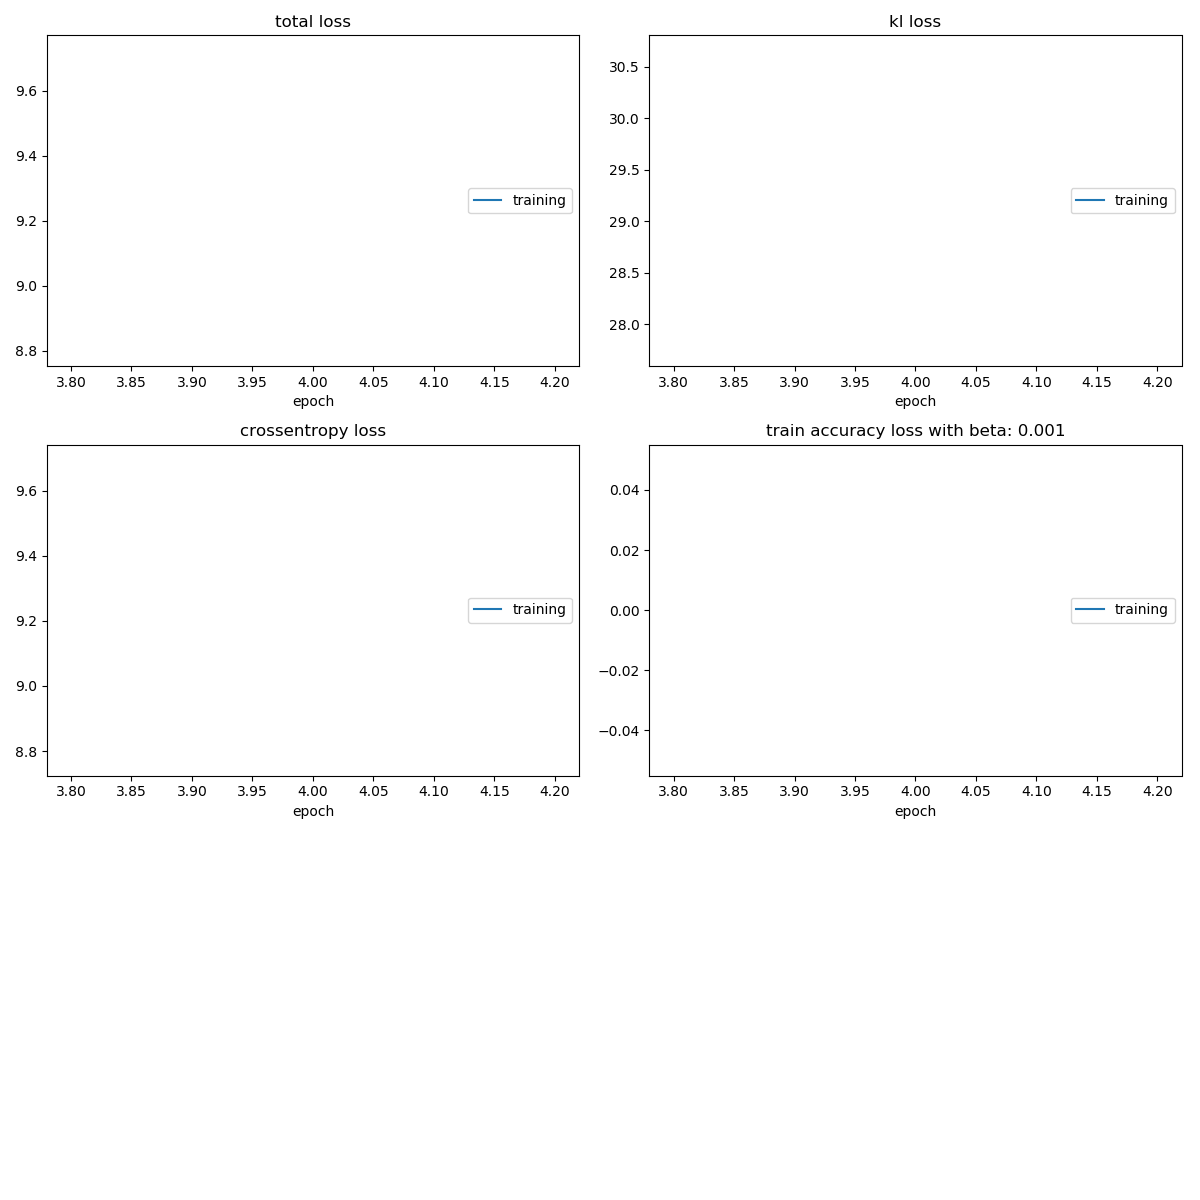 total loss
9.6
9.4
9.2
9.0
8.8
training
3.80 3.85 3.90 3.95 4.00 4.05 4.10 4.15 4.20
epoch
kl loss
30.5
30.0
29.5
29.0
28.5
28.0
training
3.80 3.85 3.90 3.95 4.00 4.05 4.10 4.15 4.20
epoch
crossentropy loss
9.6
9.4
9.2
9.0
8.8
training
3.80 3.85 3.90 3.95 4.00 4.05 4.10 4.15 4.20
epoch
train accuracy loss with beta: 0.001
0.04
0.02
0.00
−0.02
−0.04
training
3.80 3.85 3.90 3.95 4.00 4.05 4.10 4.15 4.20
epoch